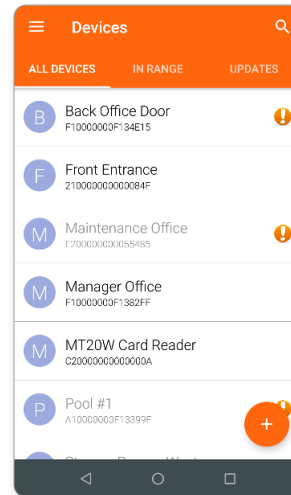 Devices
ALL DEVICES IN RANGE UPDATES
B
Back Office Door
F10000000F134E15
F
Front Entrance
210000000000084F
M
Maintenance Office
F200000000055485
M
Manager Office
F10000000F1382FF
M
MT20W Card Reader
C20000000000000A
P
Pool #1
A10000000F13399F